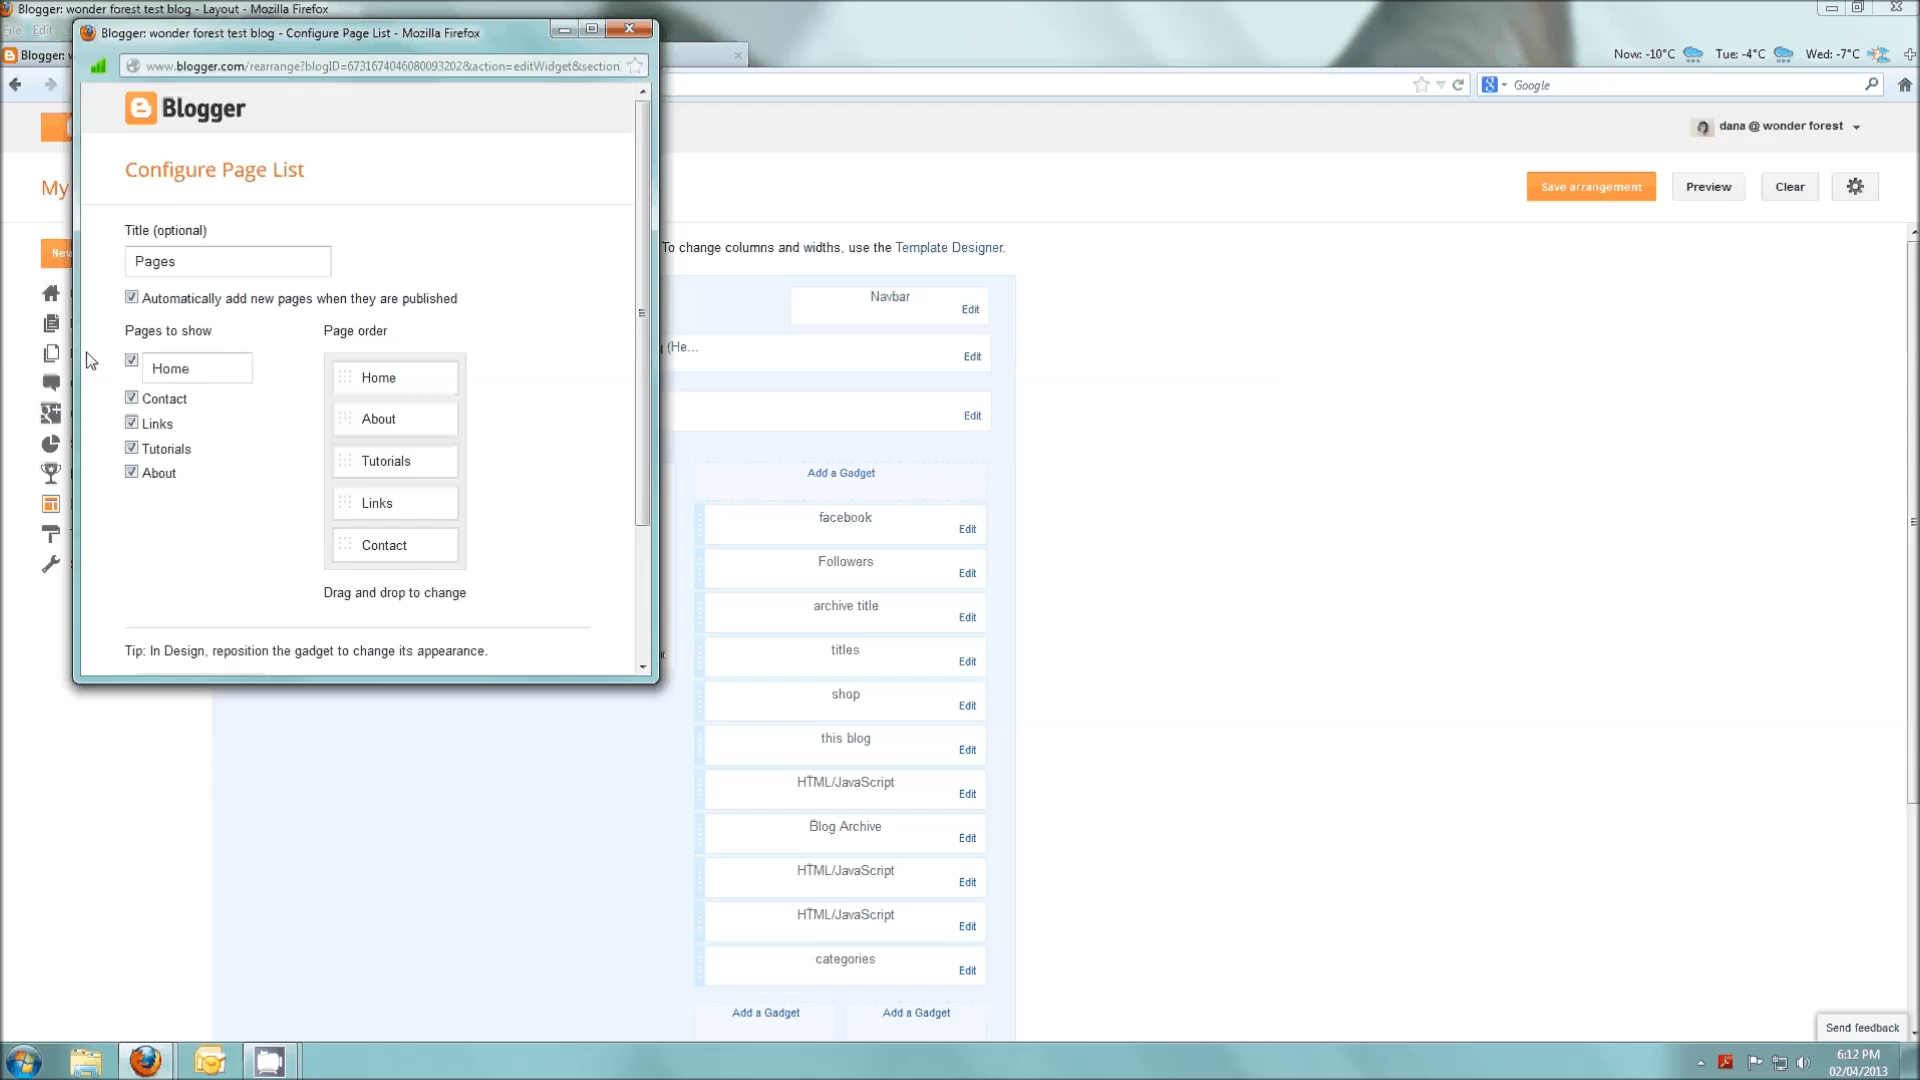 Blogger: wonder forest test blog - Layout - Mozilla Firefox
File Edit
Blogger: wonder forest test blog - Configure Page List - Mozilla Firefox
Blogger: w
Now: -10°C Tue: -4°C Wed: -7°C
www.blogger.com/rearrange?blogID=6731674046080093202&action=editWidget&section
Google
Blogger
dana @ wonder forest
Configure Page List
My
Save arrangement
Preview
Clear
Title (optional)
Pages
New
To change columns and widths, use the Template Designer.
Automatically add new pages when they are published
Navbar
Edit
Pages to show
Page order
(He...
Edit
Home
Contact
Links
Tutorials
About
Home
About
Tutorials
Links
Contact
Drag and drop to change
Tip: In Design, reposition the gadget to change its appearance.
Edit
Add a Gadget
facebook
Edit
Followers
Edit
archive title
Edit
titles
Edit
shop
Edit
this blog
Edit
HTML/JavaScript
Edit
Blog Archive
Edit
HTML/JavaScript
Edit
HTML/JavaScript
Edit
categories
Edit
Add a Gadget
Add a Gadget
Send feedback
6:12 PM
02/04/2013